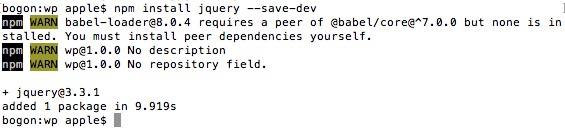 bogon:wp apple$ npm install jquery --save-dev
npm WARN babel-loader@8.0.4 requires a peer of @babel/core@^7.0.0 but none is in
stalled. You must install peer dependencies yourself.
npm WARN wp@1.0.0 No description
npm WARN wp@1.0.0 No repository field.
+ jquery@3.3.1
added 1 package in 9.919s
bogon:wp apple$